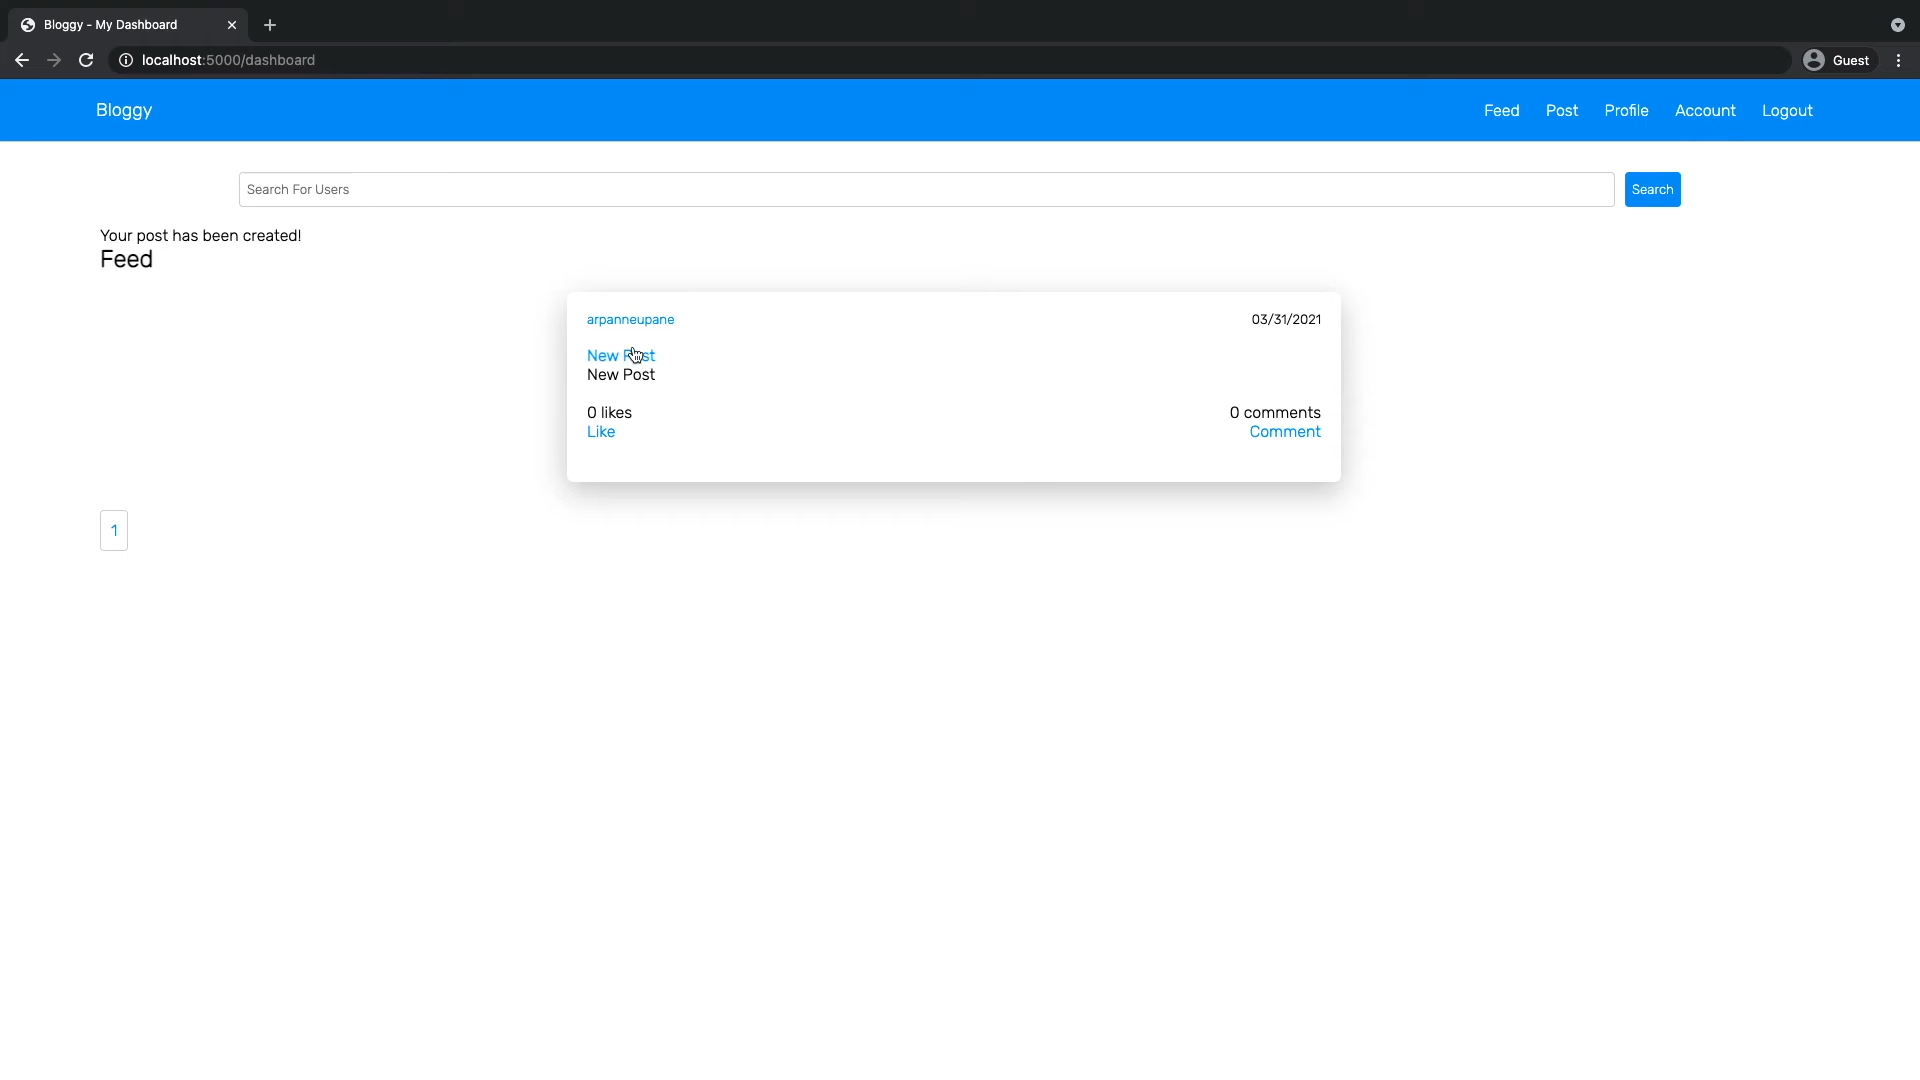 Bloggy - My Dashboard
localhost:5000/dashboard
Guest
Bloggy
Feed Post Profile Account Logout
Search For Users
Search
Your post has been created!
Feed
arpanneupane
03/31/2021
New Post
New Post
0 likes
0 comments
Like
Comment
1